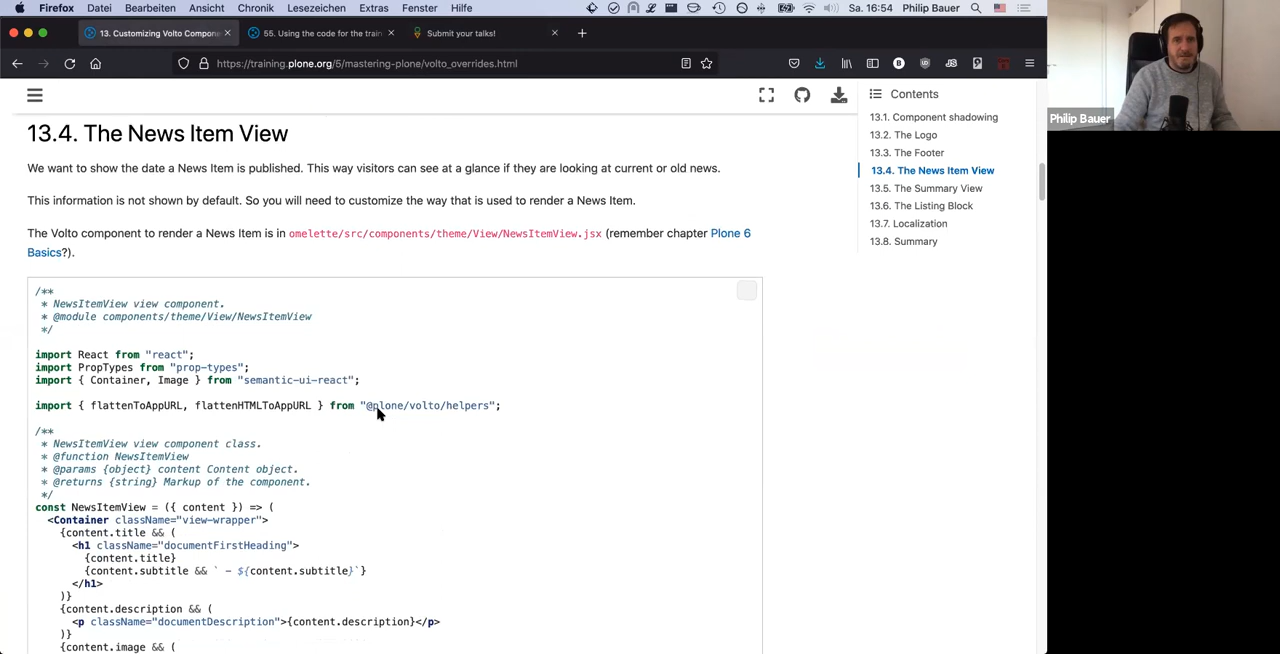 Firefox Datei Bearbeiten Ansicht Chronik Lesezeichen Extras Fenster Hilfe Sa. 16:54 Philip Bauer
13. Customizing Volto Compone 55. Using the code for the train Submit your talks!
https://training.plone.org/5/mastering-plone/volto_overrides.html
13.4. The News Item View
We want to show the date a News Item is published. This way visitors can see at a glance if they are looking at current or old news.
This information is not shown by default. So you will need to customize the way that is used to render a News Item.
The Volto component to render a News Item is in omelette/src/components/theme/View/NewsItemView.jsx (remember chapter Plone 6
Basics?).
/**
 * NewsItemView view component.
 * @module components/theme/View/NewsItemView
 */
import React from "react";
import PropTypes from "prop-types";
import { Container, Image } from "semantic-ui-react";
import { flattenToAppURL, flattenHTMLToAppURL } from "@plone/volto/helpers";
/**
 * NewsItemView view component class.
 * @function NewsItemView
 * @params {object} content Content object.
 * @returns {string} Markup of the component.
 */
const NewsItemView = ({ content }) => (
  <Container className="view-wrapper">
    {content.title && (
      <h1 className="documentFirstHeading">
        {content.title}
        {content.subtitle && ` - ${content.subtitle}`}
      </h1>
    )}
    {content.description && (
      <p className="documentDescription">{content.description}</p>
    )}
    {content.image && (
Contents
13.1. Component shadowing
13.2. The Logo
13.3. The Footer
13.4. The News Item View
13.5. The Summary View
13.6. The Listing Block
13.7. Localization
13.8. Summary
Philip Bauer